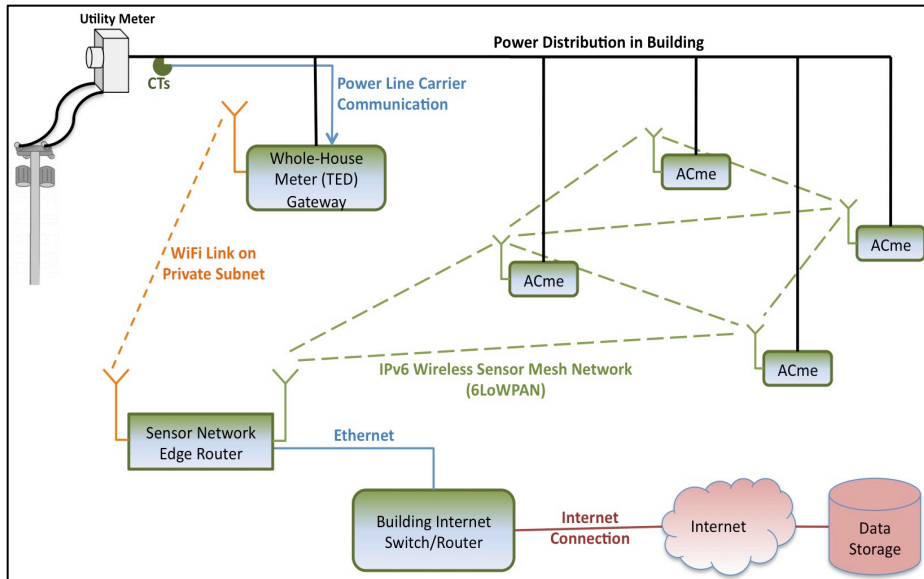 Utility Meter
Power Distribution in Building
CTs
Power Line Carrier
Communication
Whole-House
Meter (TED)
Gateway
ACme
ACme
ACme
ACme
WiFi Link on
Private Subnet
IPv6 Wireless Sensor Mesh Network
(6LoWPAN)
Sensor Network
Edge Router
Ethernet
Building Internet
Switch/Router
Internet
Connection
Internet
Data
Storage